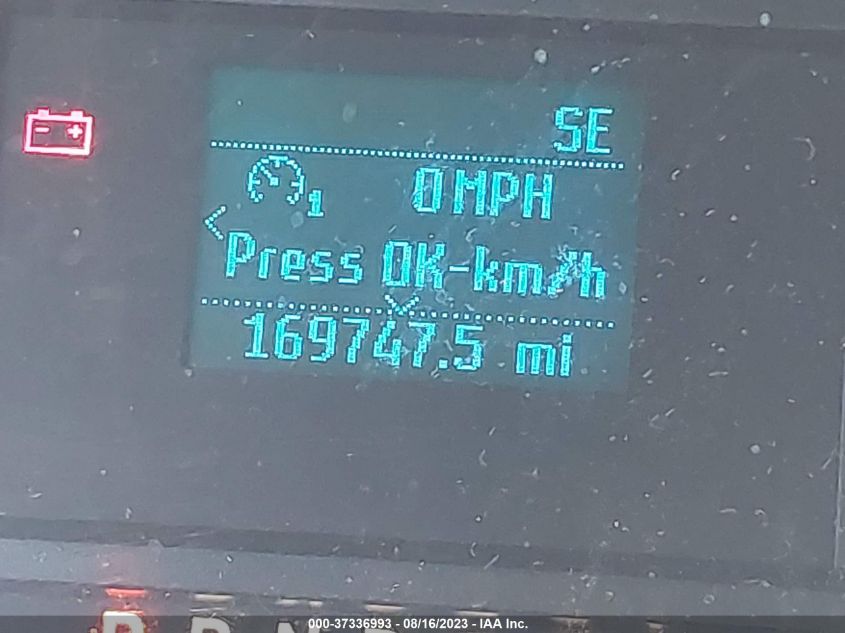 SE
1 0 MPH
Press OK-km/h
169747.5 mi
P R N D
000-37336993 - 08/16/2023 - IAA Inc.